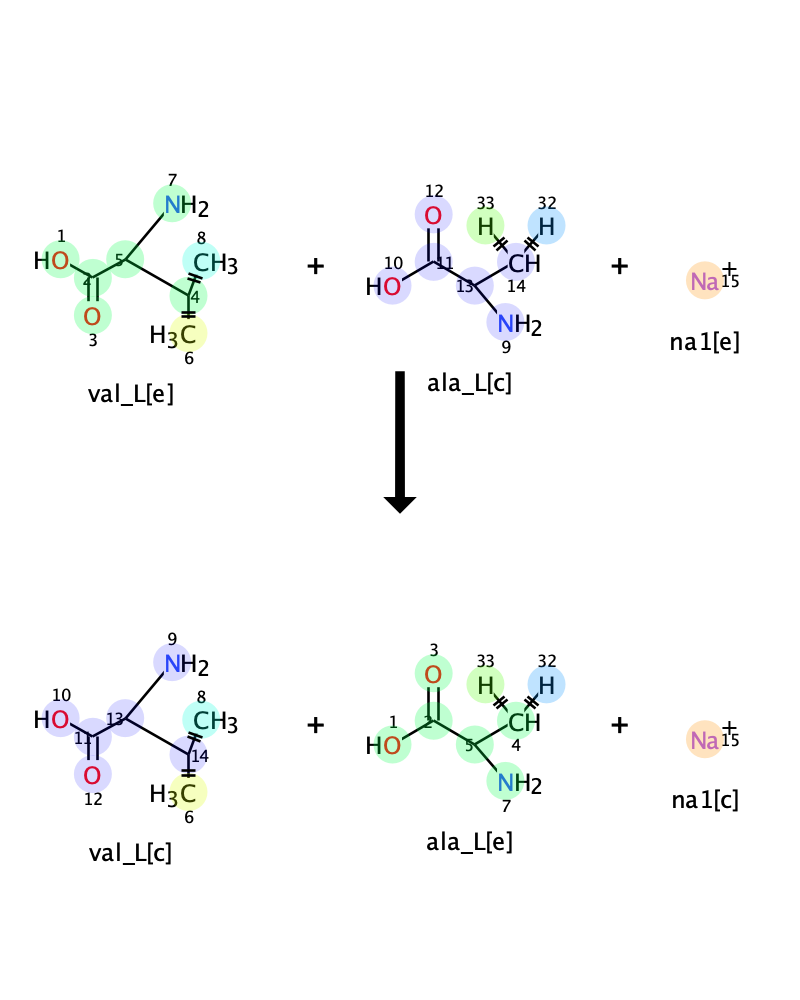 7
NH2
1
8
HO
5
CH3
4
4
O
H3C
3
6
val_L[e]
+
12
33
32
O
H
H
10
11
CH
HO
13
14
NH2
9
ala_L[c]
+
Na+
15
na1[e]
9
NH2
10
8
HO
13
CH3
11
14
O
H3C
12
6
val_L[c]
+
3
33
32
O
H
H
1
2
CH
HO
5
4
NH2
7
ala_L[e]
+
Na+
15
na1[c]